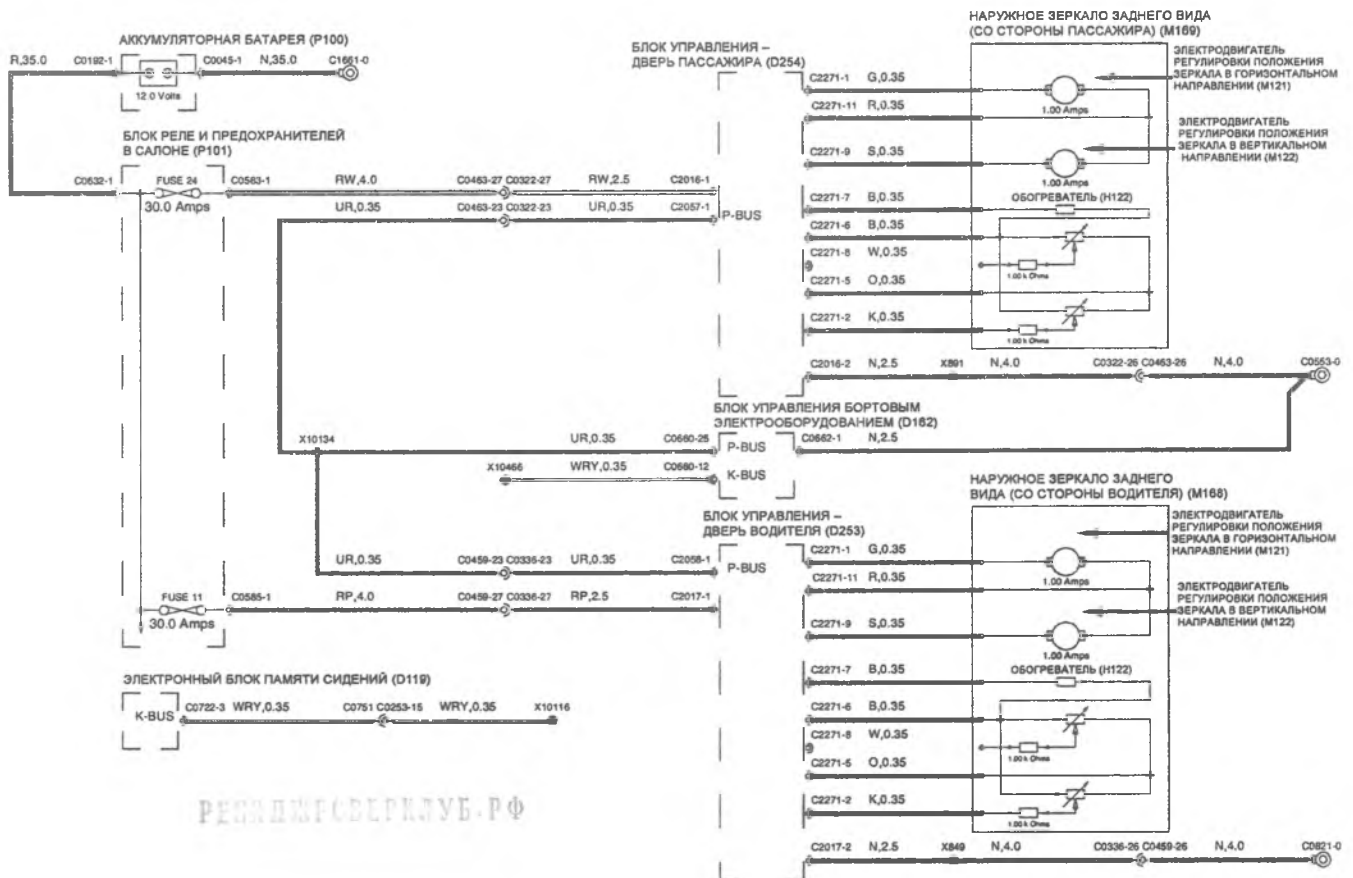 АККУМУЛЯТОРНАЯ БАТАРЕЯ (P100)
R,35.0 C0192-1 C0045-1 N,35.0 C1661-0
12.0 Volts
БЛОК РЕЛЕ И ПРЕДОХРАНИТЕЛЕЙ
В САЛОНЕ (P101)
C0632-1 FUSE 24 C0583-1 RW,4.0 C0463-27 C0322-27 RW,2.5 C2016-1
30.0 Amps
UR,0.35 C0463-23 C0322-23 UR,0.35 C2057-1
P-BUS
БЛОК УПРАВЛЕНИЯ –
ДВЕРЬ ПАССАЖИРА (D254)
НАРУЖНОЕ ЗЕРКАЛО ЗАДНЕГО ВИДА
(СО СТОРОНЫ ПАССАЖИРА) (M169)
C2271-1 G,0.35
1.00 Amps
ЭЛЕКТРОДВИГАТЕЛЬ
РЕГУЛИРОВКИ ПОЛОЖЕНИЯ
ЗЕРКАЛА В ГОРИЗОНТАЛЬНОМ
НАПРАВЛЕНИИ (M121)
C2271-11 R,0.35
C2271-9 S,0.35
1.00 Amps
ЭЛЕКТРОДВИГАТЕЛЬ
РЕГУЛИРОВКИ ПОЛОЖЕНИЯ
ЗЕРКАЛА В ВЕРТИКАЛЬНОМ
НАПРАВЛЕНИИ (M122)
C2271-7 B,0.35 ОБОГРЕВАТЕЛЬ (H122)
C2271-6 B,0.35
C2271-8 W,0.35
1.00 k Ohms
C2271-5 O,0.35
C2271-2 K,0.35
1.00 k Ohms
C2016-2 N,2.5 X891 N,4.0 C0322-26 C0463-26 N,4.0 C0553-0
БЛОК УПРАВЛЕНИЯ БОРТОВЫМ
ЭЛЕКТРООБОРУДОВАНИЕМ (D162)
X10134 UR,0.35 C0660-25 P-BUS C0662-1 N,2.5
X10466 WRY,0.35 C0660-12 K-BUS
БЛОК УПРАВЛЕНИЯ –
ДВЕРЬ ВОДИТЕЛЯ (D253)
НАРУЖНОЕ ЗЕРКАЛО ЗАДНЕГО
ВИДА (СО СТОРОНЫ ВОДИТЕЛЯ) (M168)
UR,0.35 C0459-23 C0336-23 UR,0.35 C2058-1 P-BUS
FUSE 11 C0585-1 RP,4.0 C0459-27 C0336-27 RP,2.5 C2017-1
30.0 Amps
C2271-1 G,0.35
1.00 Amps
ЭЛЕКТРОДВИГАТЕЛЬ
РЕГУЛИРОВКИ ПОЛОЖЕНИЯ
ЗЕРКАЛА В ГОРИЗОНТАЛЬНОМ
НАПРАВЛЕНИИ (M121)
C2271-11 R,0.35
C2271-9 S,0.35
1.00 Amps
ЭЛЕКТРОДВИГАТЕЛЬ
РЕГУЛИРОВКИ ПОЛОЖЕНИЯ
ЗЕРКАЛА В ВЕРТИКАЛЬНОМ
НАПРАВЛЕНИИ (M122)
C2271-7 B,0.35 ОБОГРЕВАТЕЛЬ (H122)
C2271-6 B,0.35
C2271-8 W,0.35
1.00 k Ohms
C2271-5 O,0.35
C2271-2 K,0.35
1.00 k Ohms
C2017-2 N,2.5 X849 N,4.0 C0336-26 C0459-26 N,4.0 C0821-0
ЭЛЕКТРОННЫЙ БЛОК ПАМЯТИ СИДЕНИЙ (D119)
K-BUS C0722-3 WRY,0.35 C0751 C0253-15 WRY,0.35 X10116